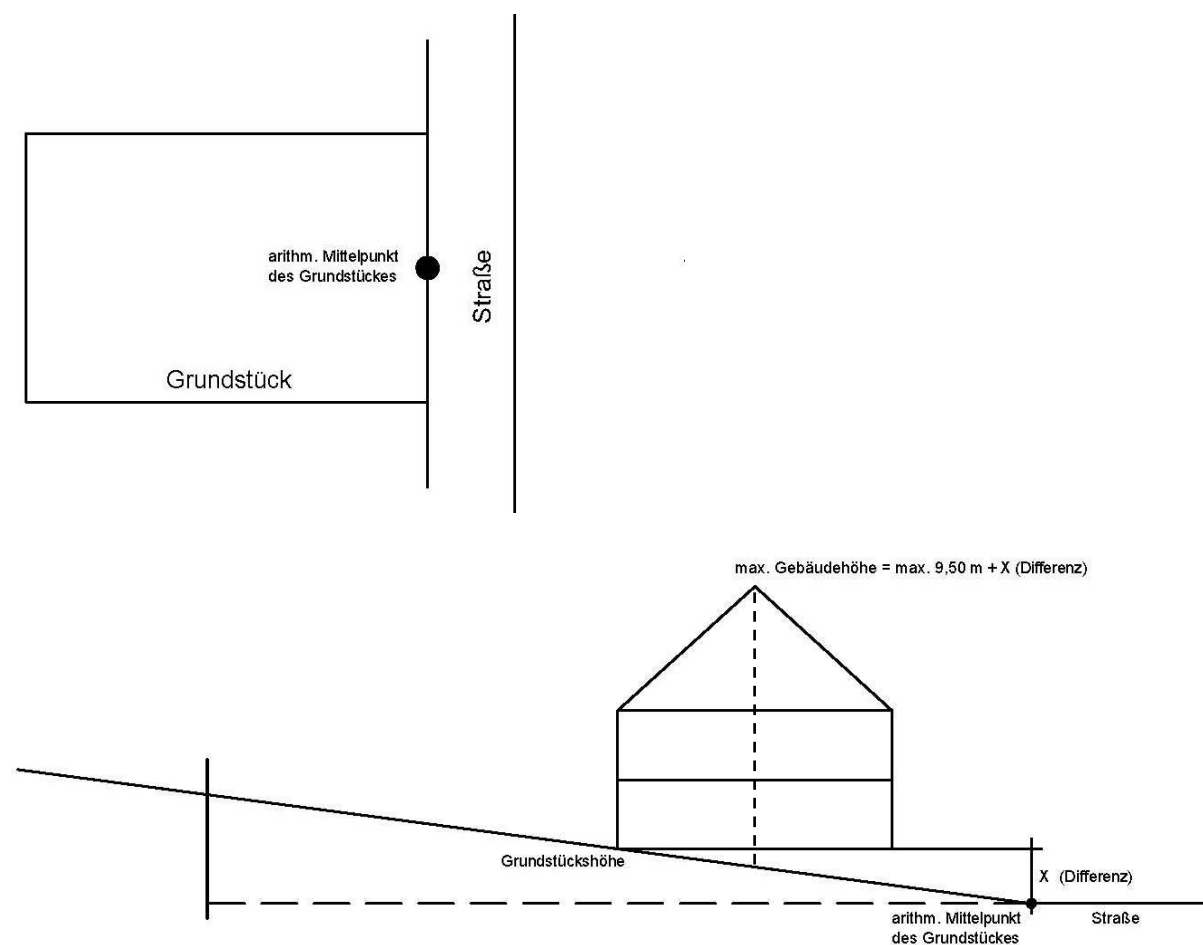 arithm. Mittelpunkt
des Grundstückes
Straße
Grundstück
max. Gebäudehöhe = max. 9,50 m + X (Differenz)
Grundstückshöhe
X (Differenz)
arithm. Mittelpunkt
des Grundstückes
Straße